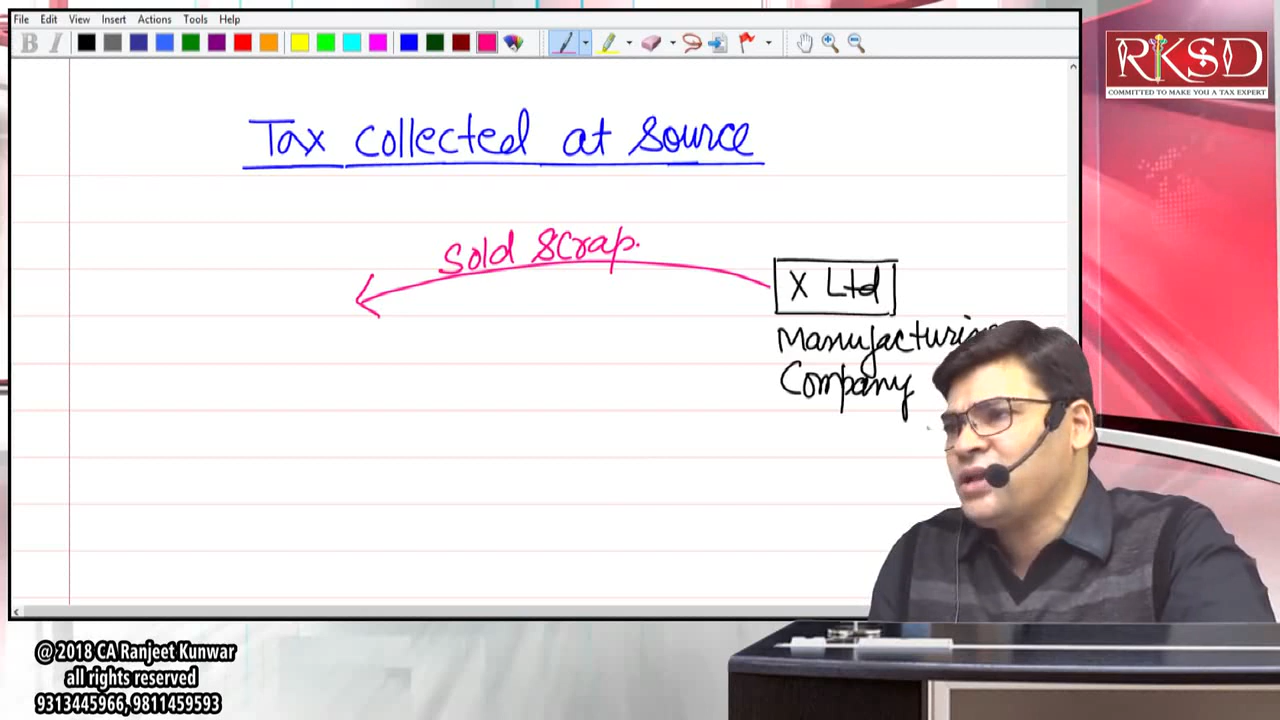 File Edit View Insert Actions Tools Help
B I
RKSD
COMMITTED TO MAKE YOU A TAX EXPERT
Tax collected at source
Sold Scrap.
X Ltd
Manufacturing
Company
@ 2018 CA Ranjeet Kunwar
all rights reserved
9313445966, 9811459593